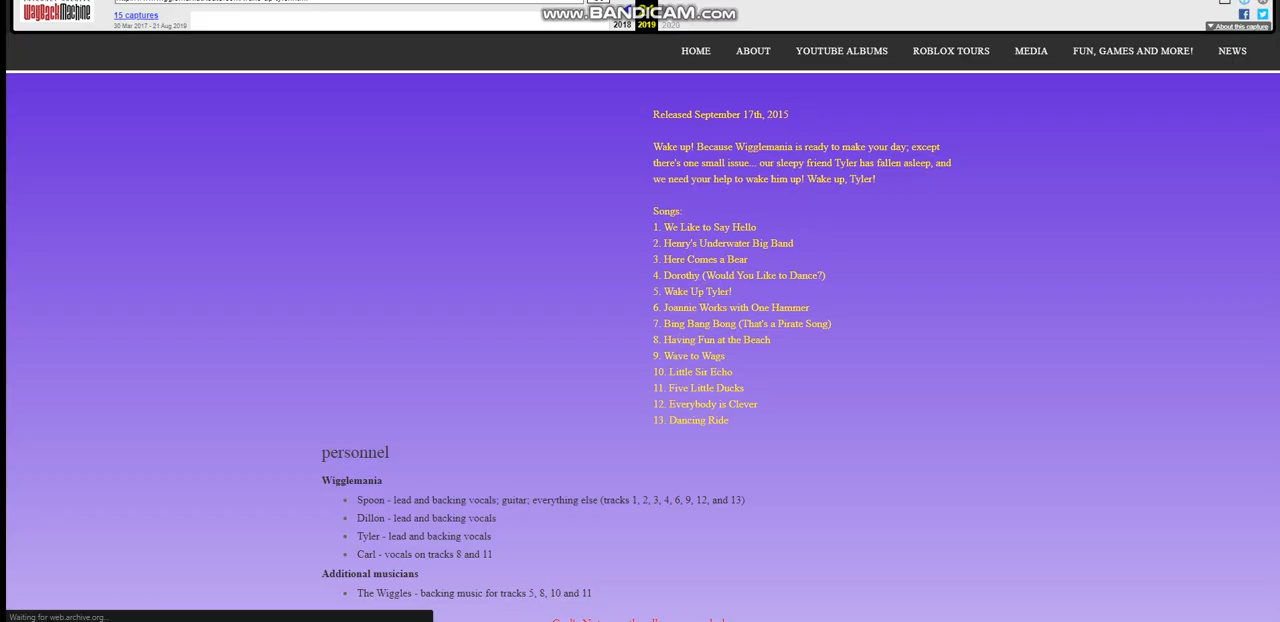 WayBackMachine
15 captures
30 Mar 2017 - 21 Aug 2019
www.BANDICAM.com
2018 2019 2020
About this capture
HOME ABOUT YOUTUBE ALBUMS ROBLOX TOURS MEDIA FUN, GAMES AND MORE! NEWS
Released September 17th, 2015
Wake up! Because Wigglemania is ready to make your day; except
there's one small issue... our sleepy friend Tyler has fallen asleep, and
we need your help to wake him up! Wake up, Tyler!
Songs:
1. We Like to Say Hello
2. Henry's Underwater Big Band
3. Here Comes a Bear
4. Dorothy (Would You Like to Dance?)
5. Wake Up Tyler!
6. Joannie Works with One Hammer
7. Bing Bang Bong (That's a Pirate Song)
8. Having Fun at the Beach
9. Wave to Wags
10. Little Sir Echo
11. Five Little Ducks
12. Everybody is Clever
13. Dancing Ride
personnel
Wigglemania
Spoon - lead and backing vocals; guitar; everything else (tracks 1, 2, 3, 4, 6, 9, 12, and 13)
Dillon - lead and backing vocals
Tyler - lead and backing vocals
Carl - vocals on tracks 8 and 11
Additional musicians
The Wiggles - backing music for tracks 5, 8, 10 and 11
Waiting for web.archive.org...